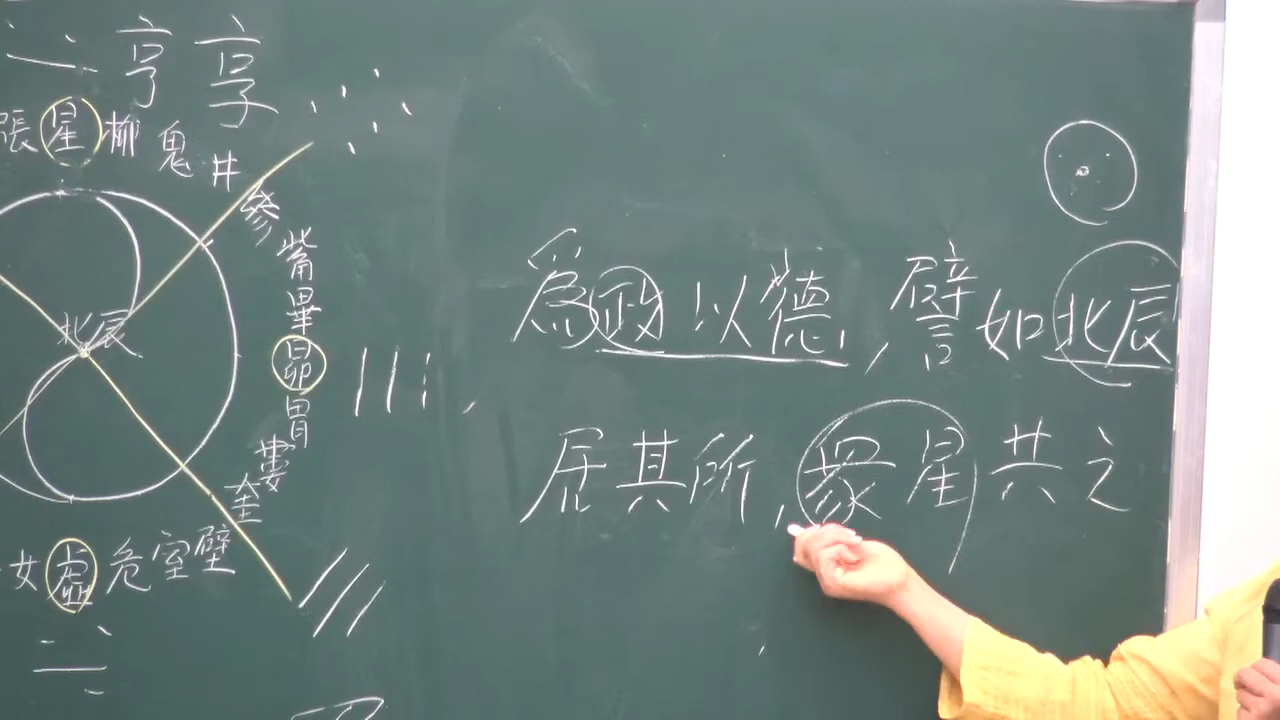 亨 享
張 星 柳 鬼 井 參 觜 畢 昴 胃 婁 奎 壁 室 危 虛 女
北辰
為政以德,譬如北辰
居其所,眾星共之